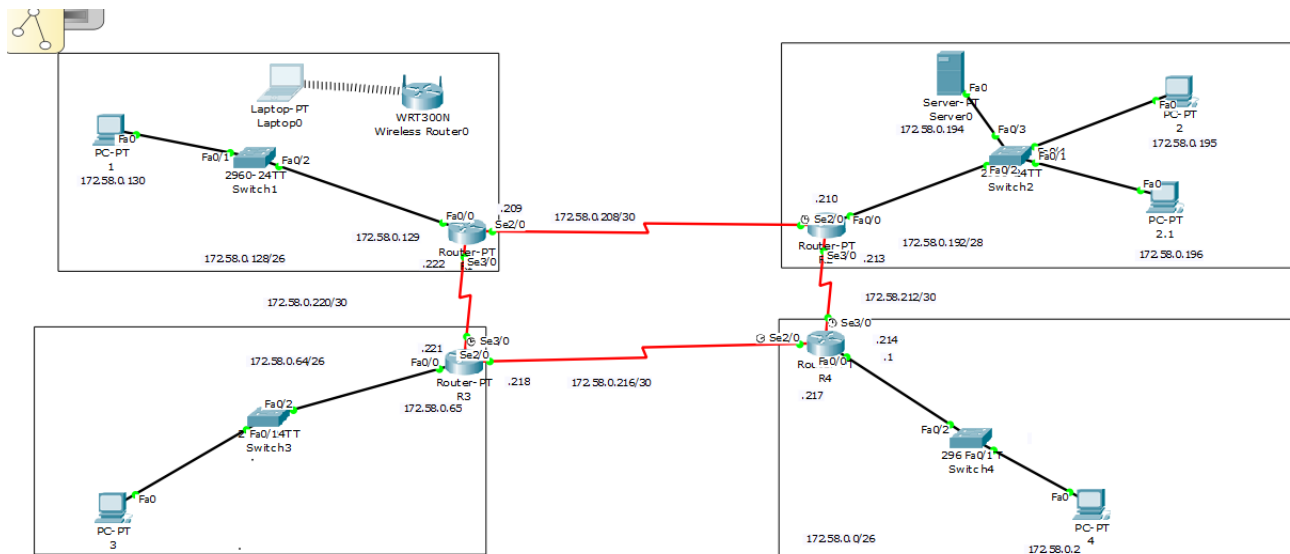 Laptop-PT
Laptop0
WRT300N
Wireless Router0
Fa0
PC-PT
1
172.58.0.130
Fa0/1
Fa0/2
2960-24TT
Switch1
Fa0/0
172.58.0.129
172.58.0.128/26
.209
Se2/0
Router-PT
Se3/0
.222
172.58.0.208/30
Server-PT
Server0
Fa0
172.58.0.194
Fa0/3
Fa0
PC-PT
2
172.58.0.195
Fa0/1
Fa0/2
Switch2
Fa0
PC-PT
2.1
172.58.0.196
.210
Se2/0
Fa0/0
Router-PT
Se3/0
.213
172.58.0.192/28
172.58.0.220/30
172.58.212/30
172.58.0.64/26
Se3/0
.221
Se2/0
Fa0/0
Router-PT
R3
.218
172.58.0.65
172.58.0.216/30
Fa0/2
Fa0/1
4TT
Switch3
Fa0
PC-PT
3
Se3/0
Se2/0
.214
.1
Fa0/0
R4
.217
Fa0/2
296
Fa0/1
Switch4
Fa0
PC-PT
4
172.58.0.0/26
172.58.0.2